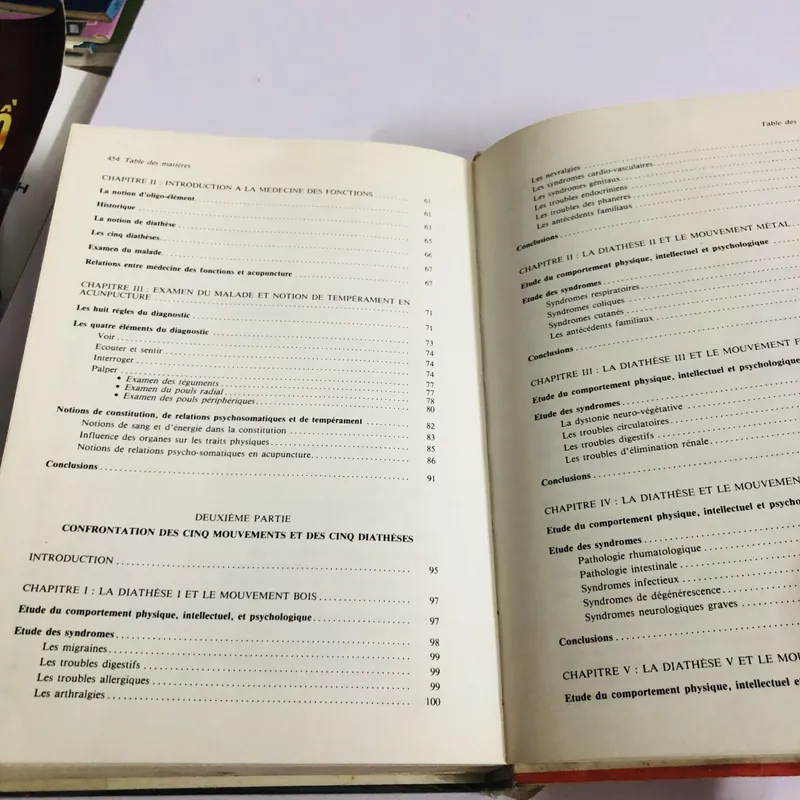 454 Table des matières
CHAPITRE II : INTRODUCTION A LA MÉDECINE DES FONCTIONS 61
La notion d'oligo-élément 61
Historique 63
La notion de diathèse 65
Les cinq diathèses 66
Examen du malade 67
Relations entre médecine des fonctions et acupuncture 67
CHAPITRE III : EXAMEN DU MALADE ET NOTION DE TEMPÉRAMENT EN
ACUNPUCTURE 71
Les huit règles du diagnostic 71
Les quatre éléments du diagnostic 73
Voir 74
Ecouter et sentir 74
Interroger 74
Palper 77
• Examen des téguments 77
• Examen du pouls radial 78
• Examen des pouls périphériques 80
Notions de constitution, de relations psychosomatiques et de tempérament 82
Notions de sang et d'énergie dans la constitution 83
Influence des organes sur les traits physiques 85
Notions de relations psycho-somatiques en acupuncture 86
Conclusions 91
DEUXIÈME PARTIE
CONFRONTATION DES CINQ MOUVEMENTS ET DES CINQ DIATHÈSES
INTRODUCTION 95
CHAPITRE I : LA DIATHÈSE I ET LE MOUVEMENT BOIS 97
Etude du comportement physique, intellectuel, et psychologique 97
Etude des syndromes 98
Les migraines 99
Les troubles digestifs 99
Les troubles allergiques 99
Les arthralgies 100
Table des
Les névralgies
Les syndromes cardio-vasculaires
Les syndromes génitaux
Les troubles endocriniens
Les troubles des phanères
Les antécédents familiaux
Conclusions
CHAPITRE II : LA DIATHÈSE II ET LE MOUVEMENT MÉTAL
Etude du comportement physique, intellectuel et psychologique
Etude des syndromes
Syndromes respiratoires
Syndromes coliques
Syndromes cutanés
Les antécédents familiaux
Conclusions
CHAPITRE III : LA DIATHÈSE III ET LE MOUVEMENT F
Etude du comportement physique, intellectuel et psychologique
Etude des syndromes
La dystonie neuro-végétative
Les troubles circulatoires
Les troubles digestifs
Les troubles d'élimination rénale
Conclusions
CHAPITRE IV : LA DIATHÈSE ET LE MOUVEMENT
Etude du comportement physique, intellectuel et psycho
Etude des syndromes
Pathologie rhumatologique
Pathologie intestinale
Syndromes infectieux
Syndromes de dégénérescence
Syndromes neurologiques graves
Conclusions
CHAPITRE V : LA DIATHÈSE V ET LE MOU
Etude du comportement physique, intellectuel et